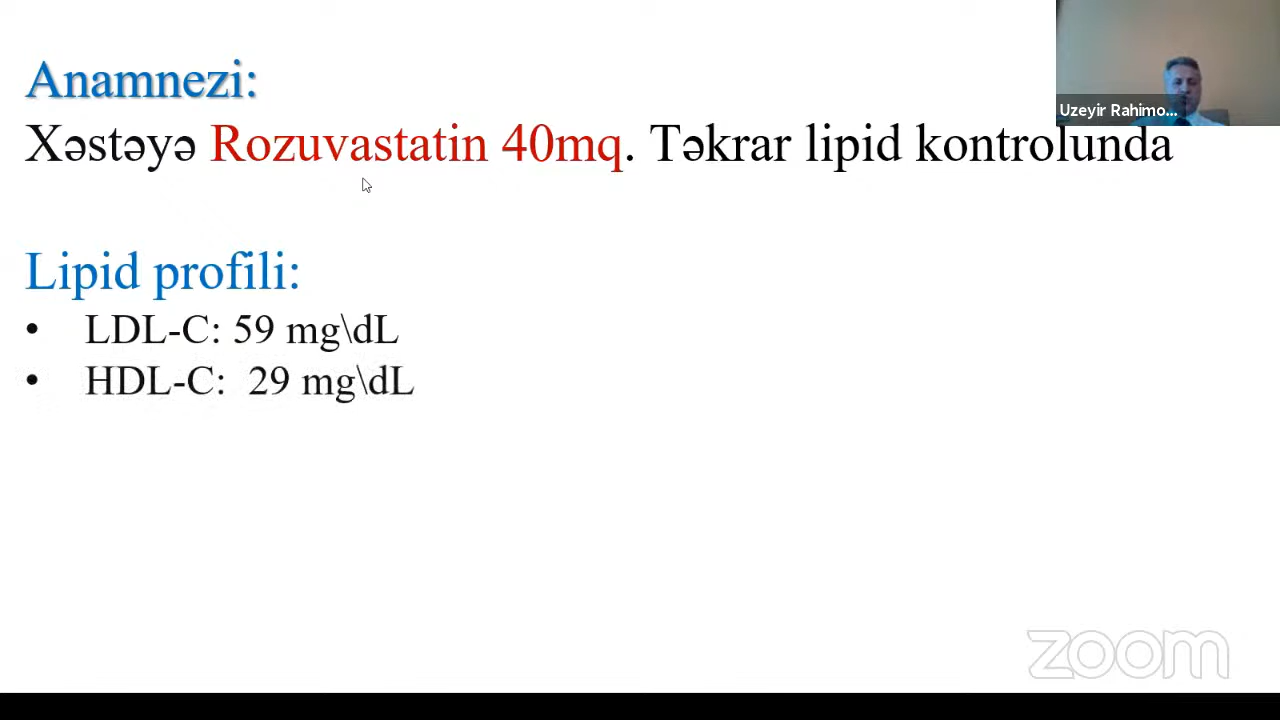 Anamnezi:
Uzeyir Rahimo...
Xəstəyə Rozuvastatin 40mq. Təkrar lipid kontrolunda
Lipid profili:
• LDL-C: 59 mg\dL
• HDL-C: 29 mg\dL
zoom